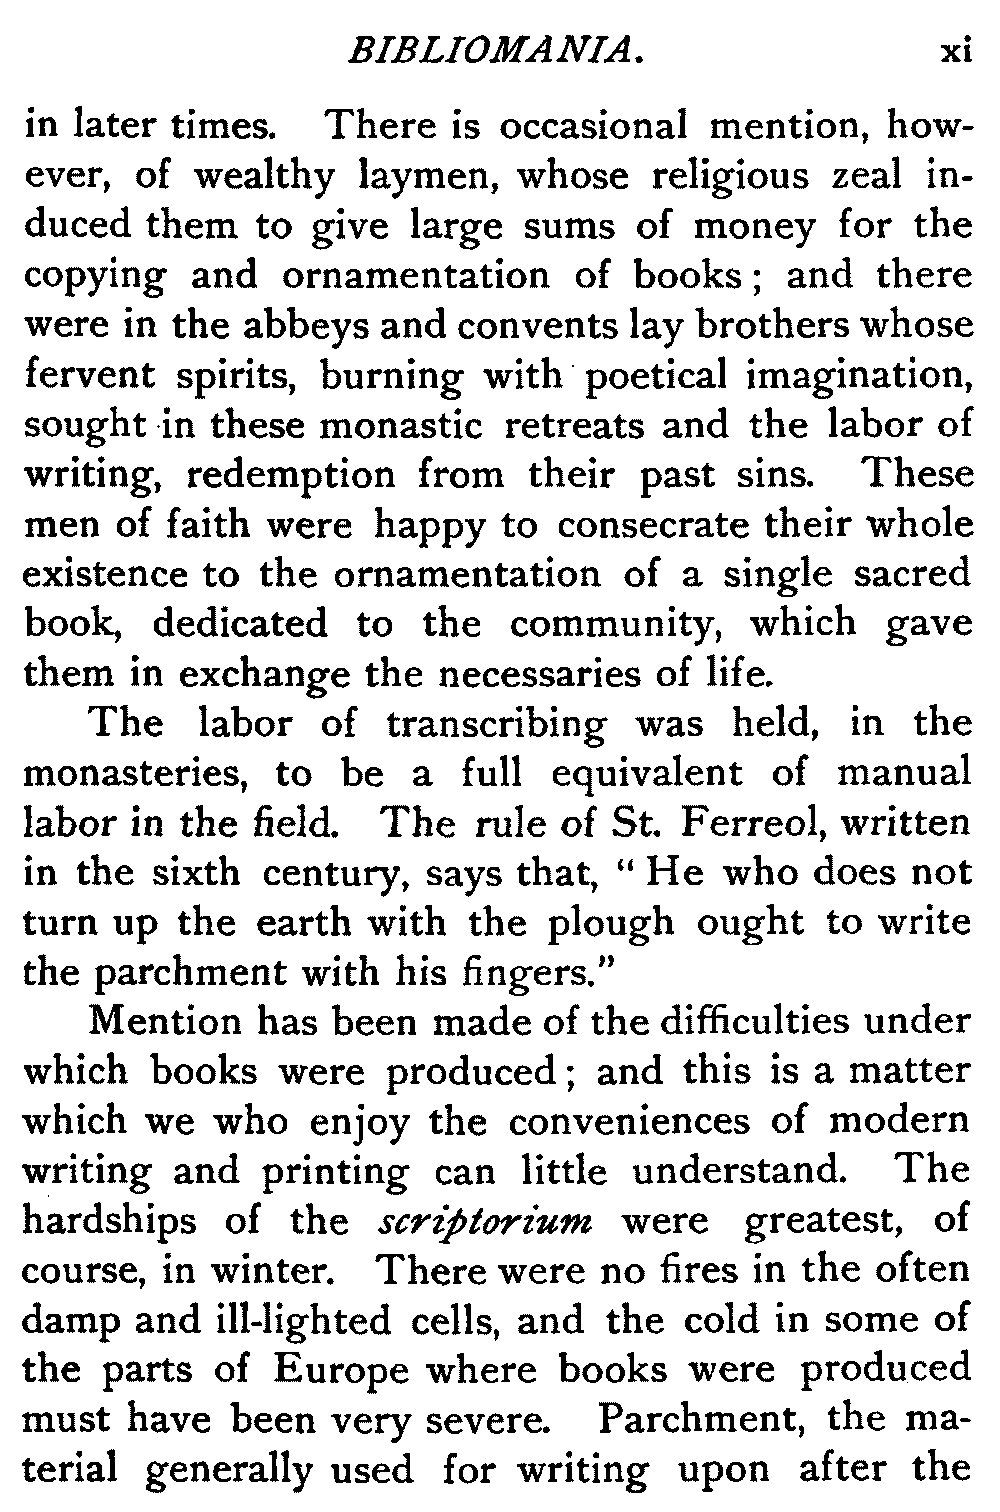 BIBLIOMANIA. xi
in later times. There is occasional mention, how-
ever, of wealthy laymen, whose religious zeal in-
duced them to give large sums of money for the
copying and ornamentation of books ; and there
were in the abbeys and convents lay brothers whose
fervent spirits, burning with poetical imagination,
sought in these monastic retreats and the labor of
writing, redemption from their past sins. These
men of faith were happy to consecrate their whole
existence to the ornamentation of a single sacred
book, dedicated to the community, which gave
them in exchange the necessaries of life.
The labor of transcribing was held, in the
monasteries, to be a full equivalent of manual
labor in the field. The rule of St. Ferreol, written
in the sixth century, says that, “ He who does not
turn up the earth with the plough ought to write
the parchment with his fingers.”
Mention has been made of the difficulties under
which books were produced ; and this is a matter
which we who enjoy the conveniences of modern
writing and printing can little understand. The
hardships of the scriptorium were greatest, of
course, in winter. There were no fires in the often
damp and ill-lighted cells, and the cold in some of
the parts of Europe where books were produced
must have been very severe. Parchment, the ma-
terial generally used for writing upon after the